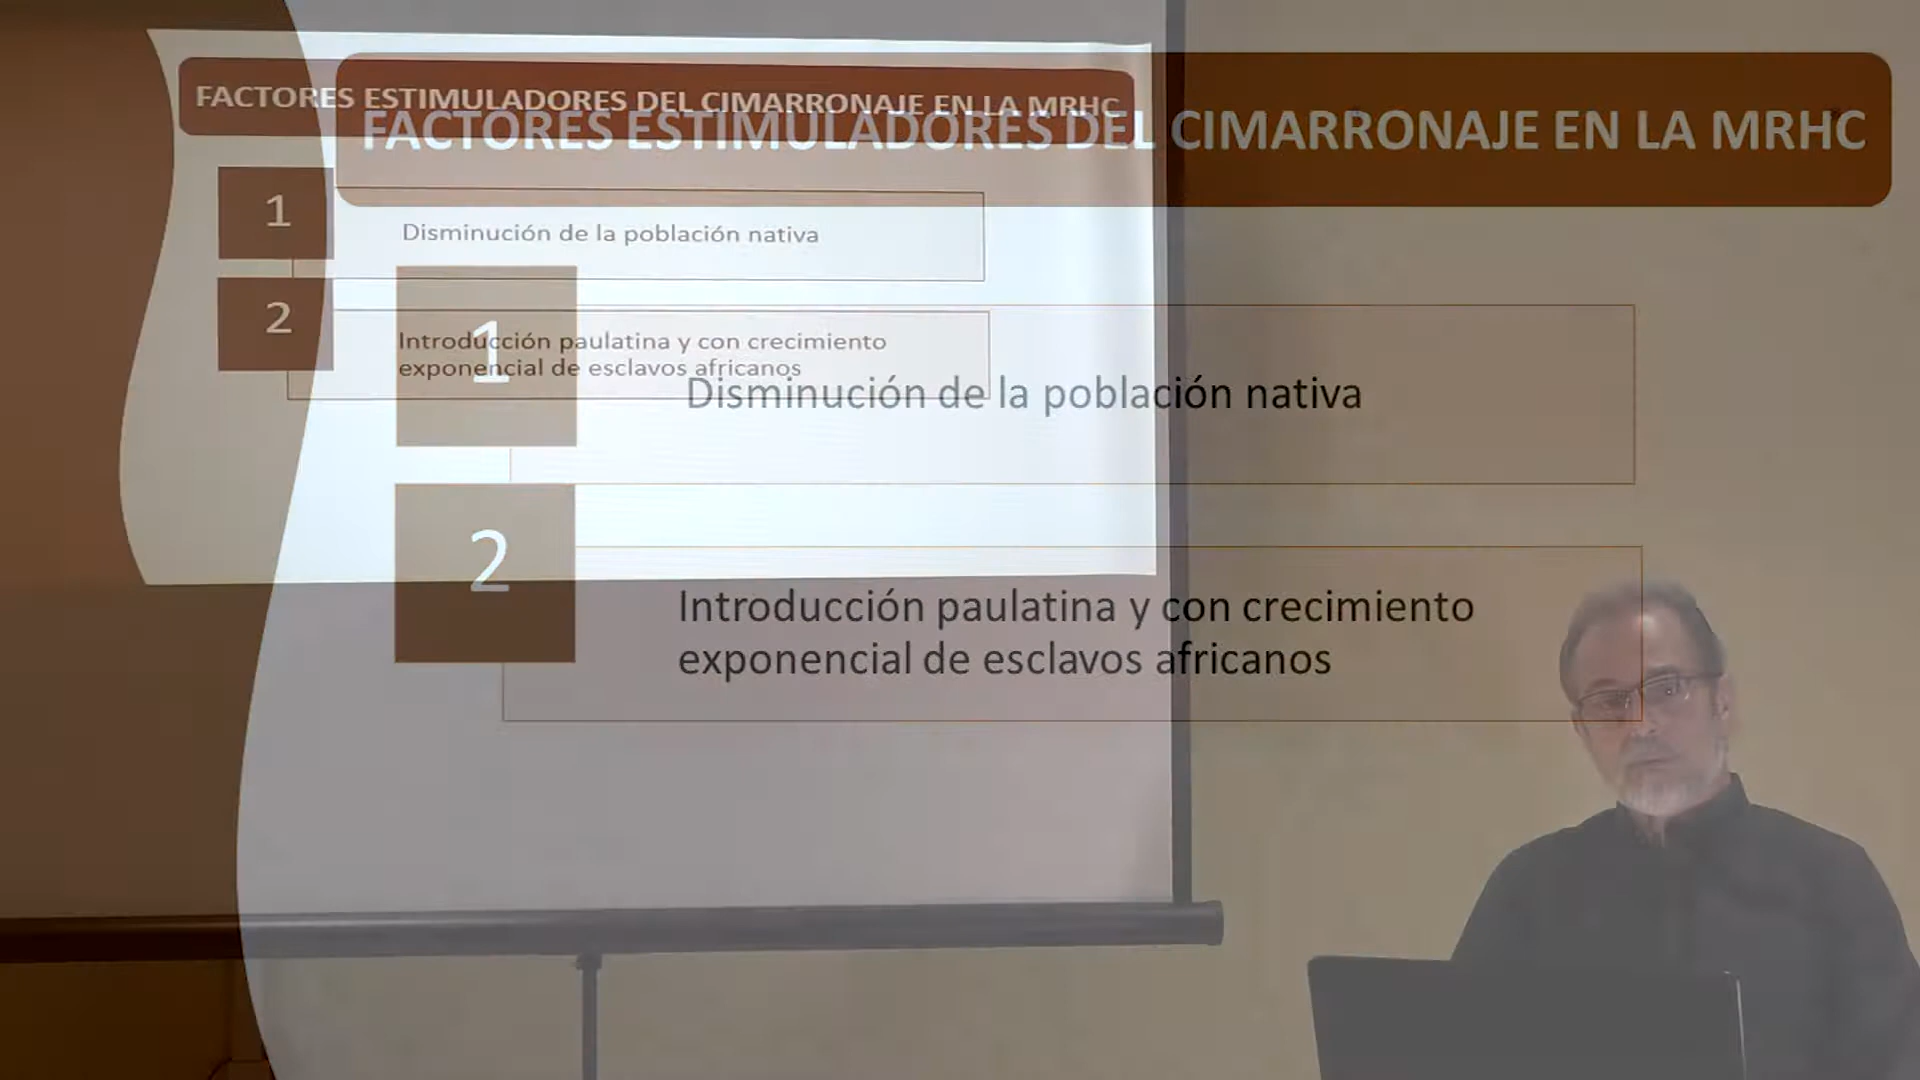 FACTORES ESTIMULADORES DEL CIMARRONAJE EN LA MRHC
FACTORES ESTIMULADORES DEL CIMARRONAJE EN LA MRHC
1
Disminución de la población nativa
2
Introducción paulatina y con crecimiento
exponencial de esclavos africanos
1
Disminución de la población nativa
2
Introducción paulatina y con crecimiento
exponencial de esclavos africanos